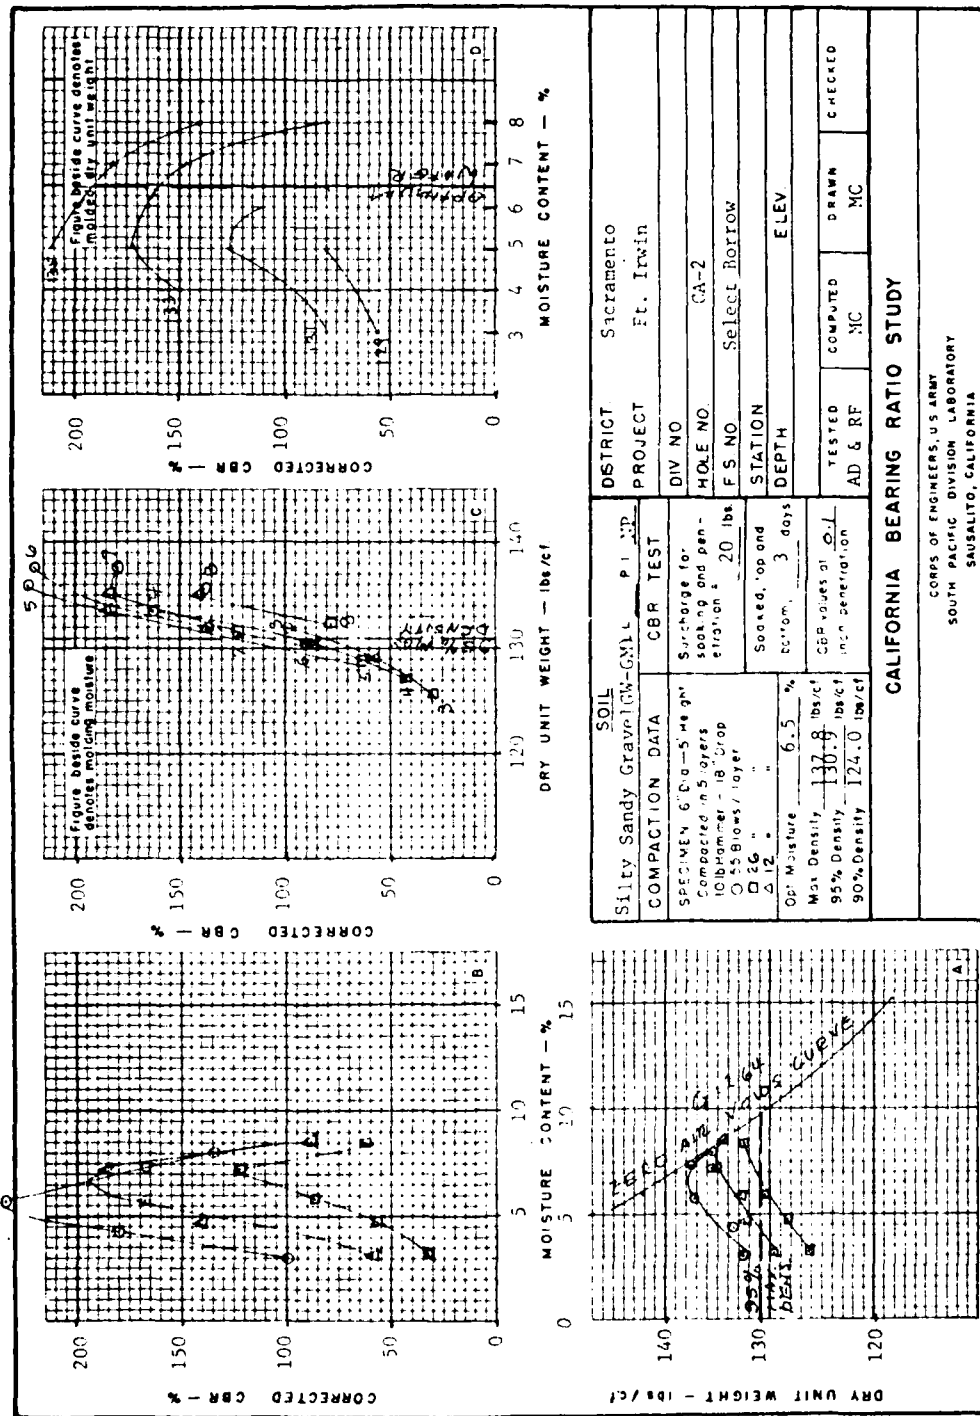 CORRECTED CBR — %
200
150
100
50
0
5
10
15
MOISTURE CONTENT — %
B
Figure beside curve
denotes molding moisture
CORRECTED CBR — %
200
150
100
50
0
120
130
140
DRY UNIT WEIGHT — lbs/cf
C
Figure beside curve denotes
molded dry unit weight
CORRECTED CBR — %
200
150
100
50
0
3
4
5
6
7
8
MOISTURE CONTENT — %
D
133
131
129
DRY UNIT WEIGHT — lbs/cf
140
130
120
0
5
10
15
ZERO AIR
CURVE
95%
MAX
DENS.
A
SOIL
Silty Sandy Gravel
COMPACTION DATA
SPECIMEN 6" Dia—5" Height
Compacted in 5 layers
10 lb Hammer — 18" Drop
○ 55 Blows / layer
□ 26 " "
△ 12 " "
Opt Moisture 6.5 %
Max Density 137.8 lbs/cf
95% Density 130.9 lbs/cf
90% Density 124.0 lbs/cf
CBR TEST
Surcharge for
soaking and pen-
etration = 20 lbs.
Soaked, top and
bottom, 3 days
CBR values at 0.1
inch penetration
DISTRICT Sacramento
PROJECT Ft. Irwin
DIV NO
HOLE NO. CA-2
F S NO. Select Borrow
STATION
DEPTH ELEV
TESTED COMPUTED DRAWN CHECKED
AD & RF MC MC
CALIFORNIA BEARING RATIO STUDY
CORPS OF ENGINEERS, U S ARMY
SOUTH PACIFIC DIVISION LABORATORY
SAUSALITO, CALIFORNIA